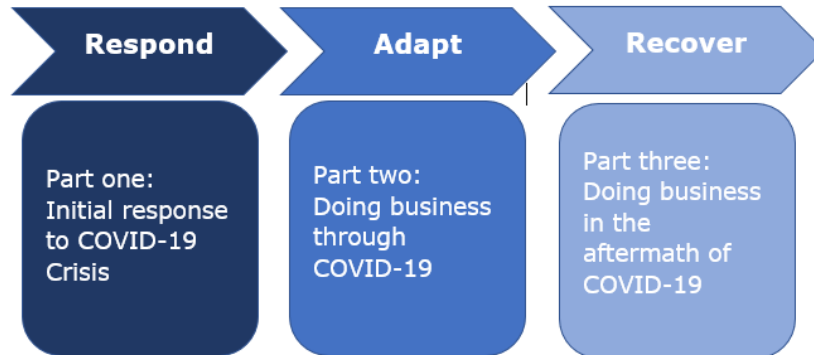 Respond
Adapt
Recover
Part one:
Initial response
to COVID-19
Crisis
Part two:
Doing business
through
COVID-19
Part three:
Doing business
in the
aftermath of
COVID-19